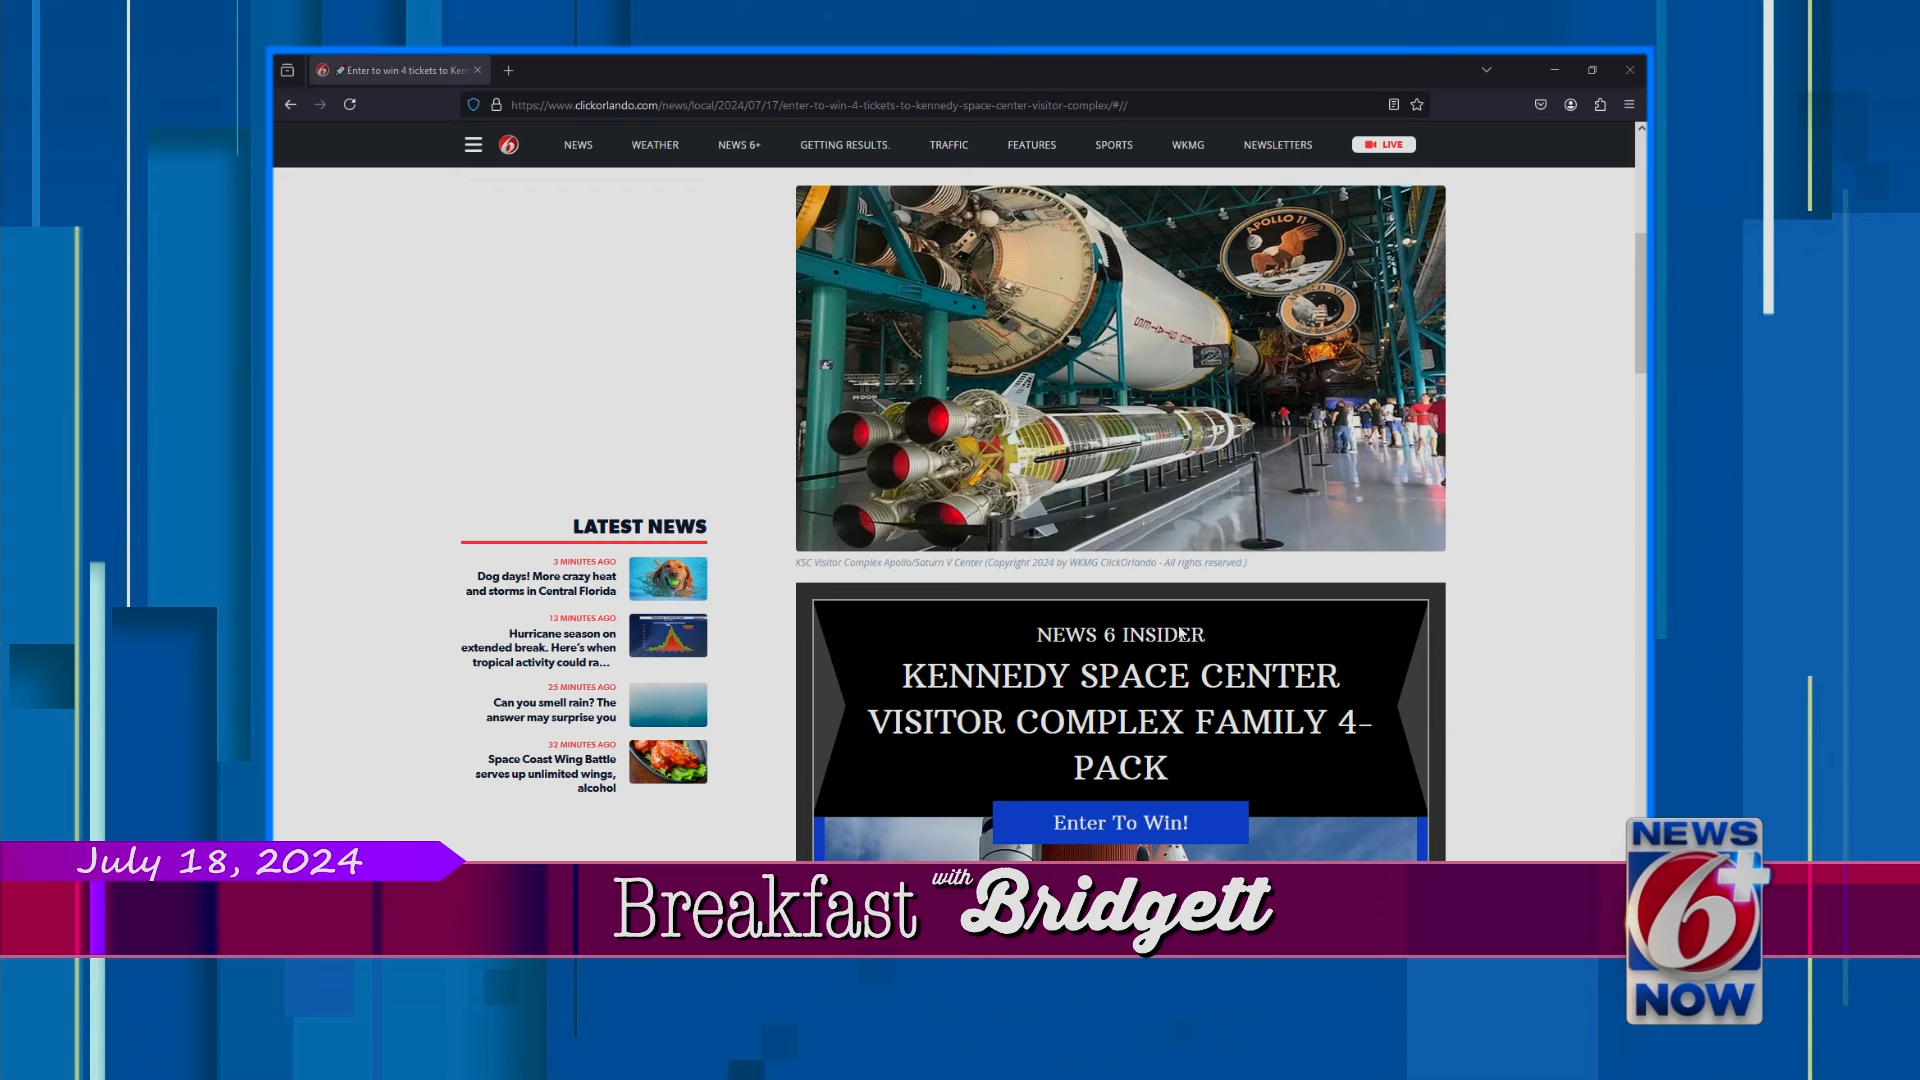 Enter to win 4 tickets to Ken
https://www.clickorlando.com/news/local/2024/07/17/enter-to-win-4-tickets-to-kennedy-space-center-visitor-complex/#//
6
NEWS
WEATHER
NEWS 6+
GETTING RESULTS.
TRAFFIC
FEATURES
SPORTS
WKMG
NEWSLETTERS
LIVE
APOLLO 11
MOON
2
KSC Visitor Complex Apollo/Saturn V Center (Copyright 2024 by WKMG ClickOrlando - All rights reserved.)
LATEST NEWS
3 MINUTES AGO
Dog days! More crazy heat
and storms in Central Florida
13 MINUTES AGO
Hurricane season on
extended break. Here's when
tropical activity could ra...
25 MINUTES AGO
Can you smell rain? The
answer may surprise you
32 MINUTES AGO
Space Coast Wing Battle
serves up unlimited wings,
alcohol
NEWS 6 INSIDER
KENNEDY SPACE CENTER
VISITOR COMPLEX FAMILY 4-
PACK
Enter To Win!
July 18, 2024
Breakfast with Bridgett
NEWS
6+
NOW